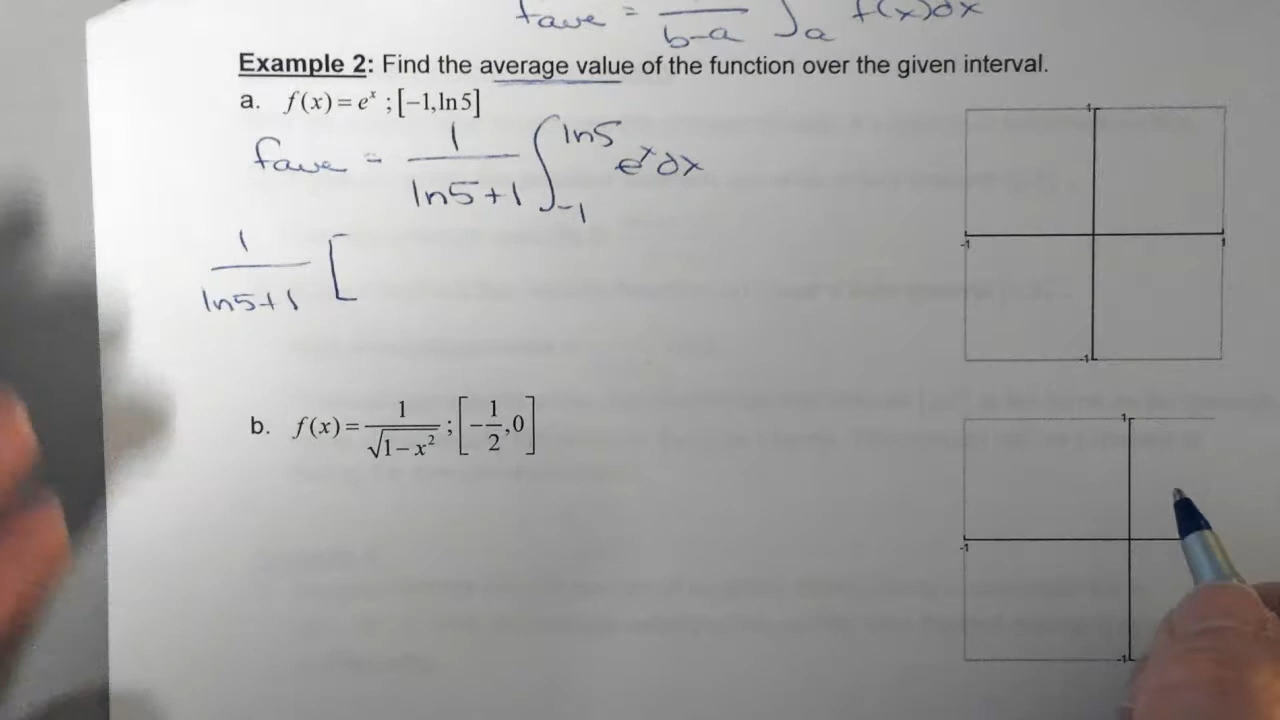 fave = 1/(b-a) ∫a f(x)dx
Example 2: Find the average value of the function over the given interval.
a. f(x) = e^x ; [-1, ln 5]
fave = 1/(ln5+1) ∫_{-1}^{ln5} e^x dx
1/(ln5+1) [
b. f(x) = 1/√(1-x²) ; [-1/2, 0]
1
-1
1
-1
1
-1
-1